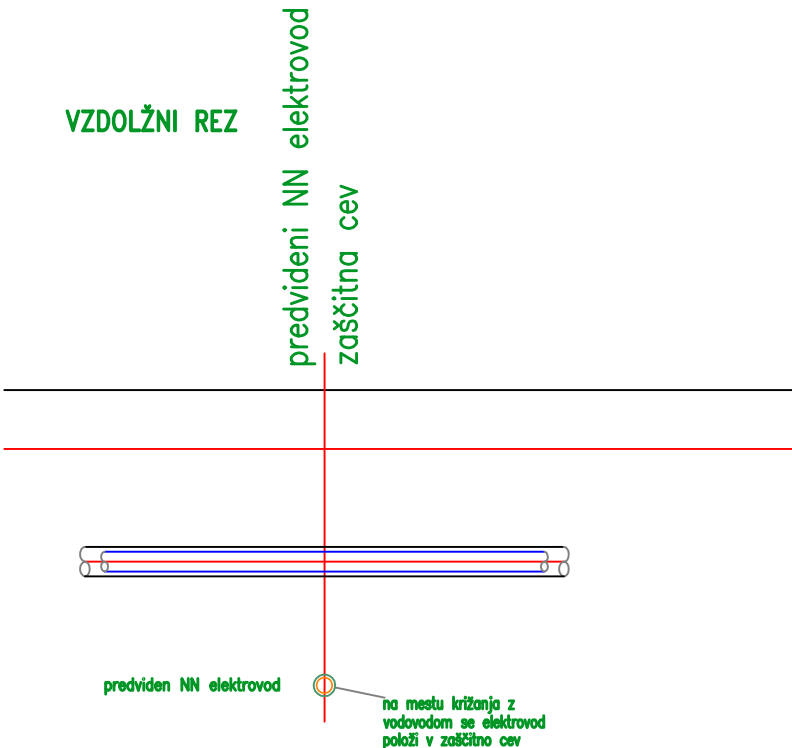 VZDOLŽNI REZ
predvideni NN elektrovod
zaščitna cev
predviden NN elektrovod
na mestu križanja z
vodovodom se elektrovod
položi v zaščitno cev